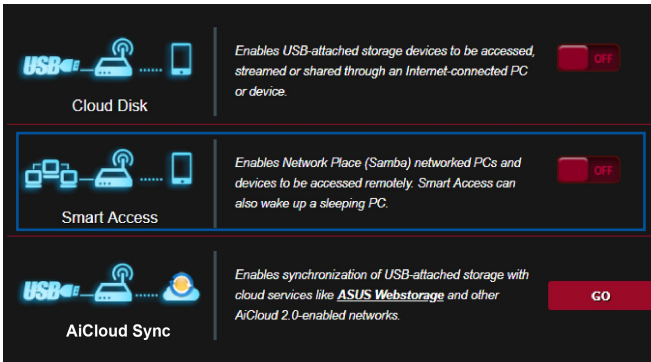 USB
Enables USB-attached storage devices to be accessed,
streamed or shared through an Internet-connected PC
or device.
OFF
Cloud Disk
Enables Network Place (Samba) networked PCs and
devices to be accessed remotely. Smart Access can
also wake up a sleeping PC.
OFF
Smart Access
USB
Enables synchronization of USB-attached storage with
cloud services like ASUS Webstorage and other
AiCloud 2.0-enabled networks.
GO
AiCloud Sync